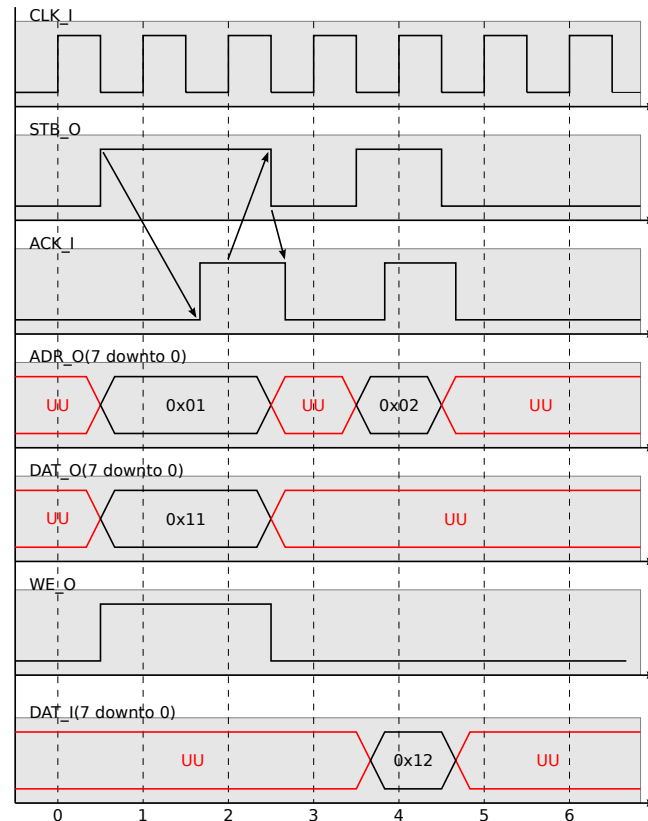 CLK_I
STB_O
ACK_I
ADR_O(7 downto 0)
UU 0x01 UU 0x02 UU
DAT_O(7 downto 0)
UU 0x11 UU
WE_O
DAT_I(7 downto 0)
UU 0x12 UU
0 1 2 3 4 5 6